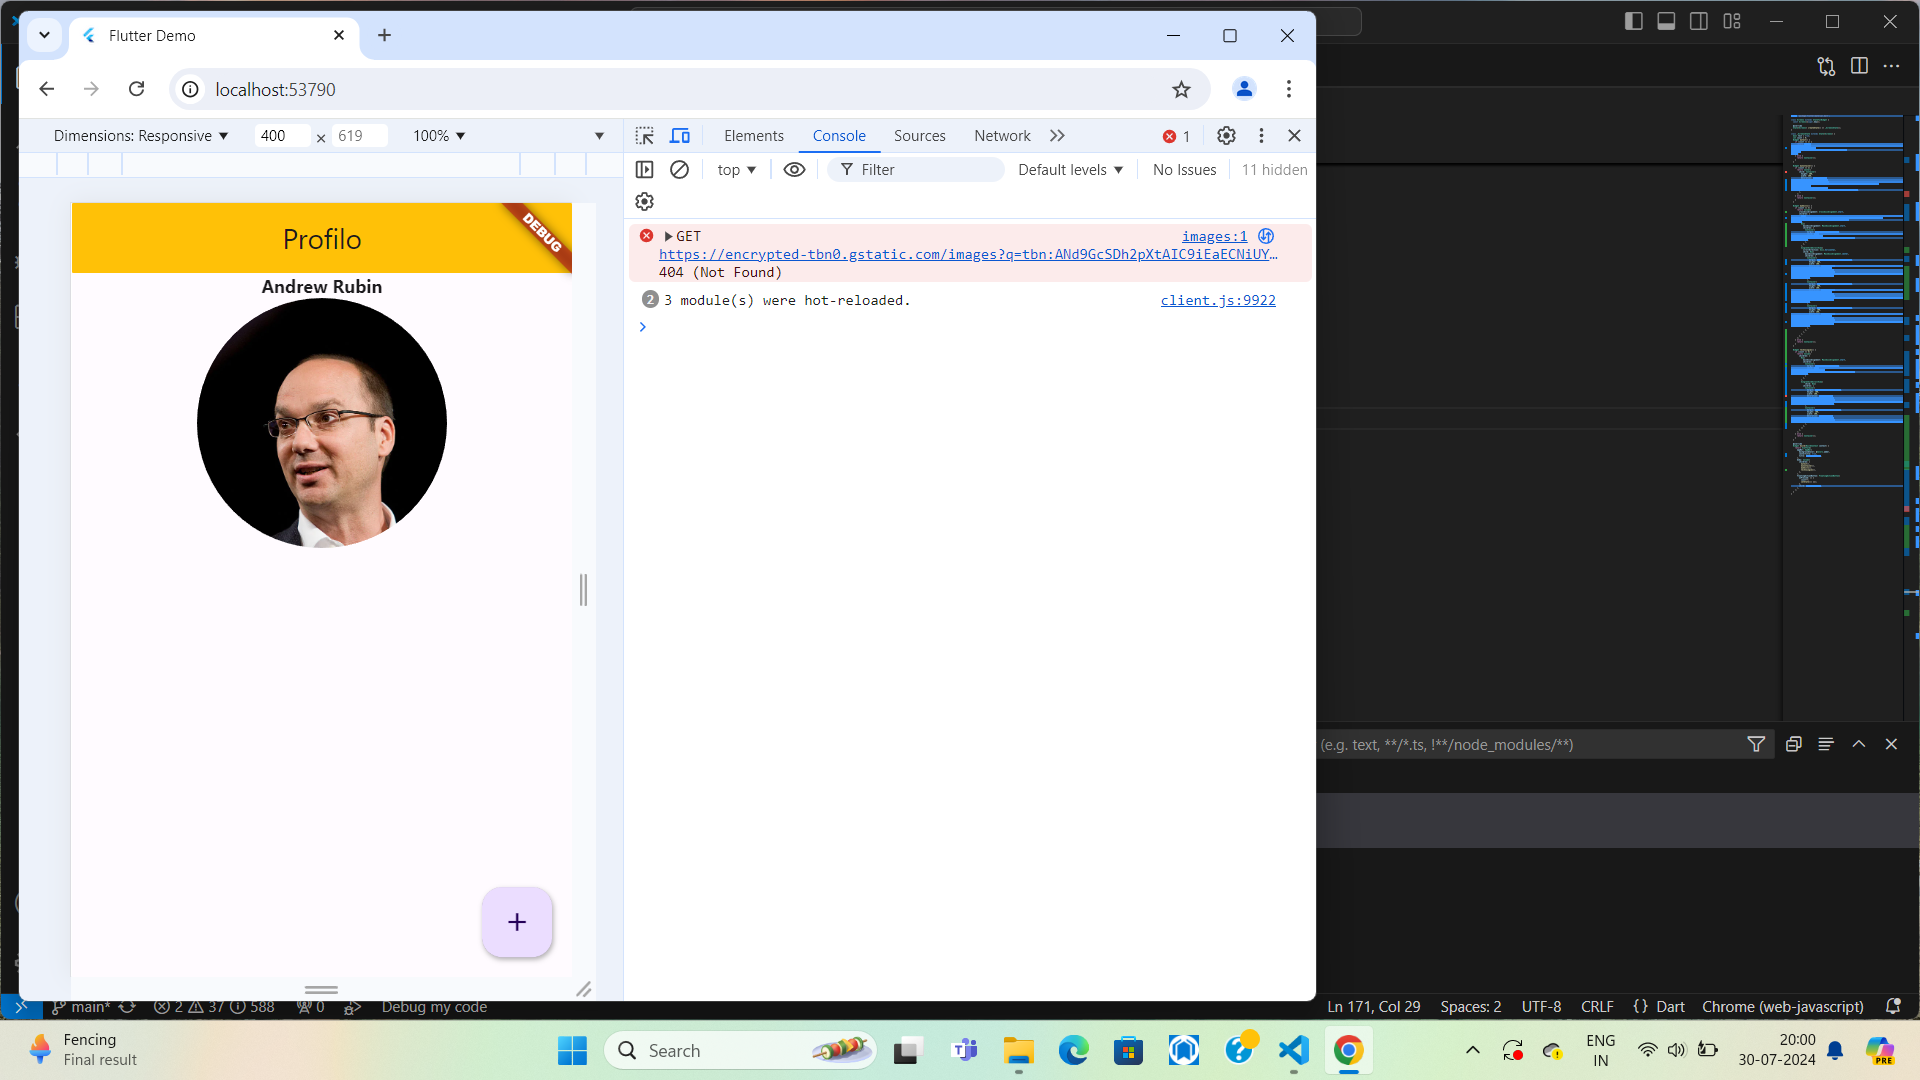 Flutter Demo
localhost:53790
Dimensions: Responsive
400 × 619
100%
Elements
Console
Sources
Network
1
top
Filter
Default levels
No Issues
11 hidden
Profilo
DEBUG
Andrew Rubin
GET
images:1
https://encrypted-tbn0.gstatic.com/images?q=tbn:ANd9GcSDh2pXtAIC9iEaECNiUY…
404 (Not Found)
2 3 module(s) were hot-reloaded.
client.js:9922
+
(e.g. text, **/*.ts, !**/node_modules/**)
main*
2 37 588
0
Debug my code
Ln 171, Col 29
Spaces: 2
UTF-8
CRLF
{ } Dart
Chrome (web-javascript)
Fencing
Final result
Search
ENG
IN
20:00
30-07-2024
PRE